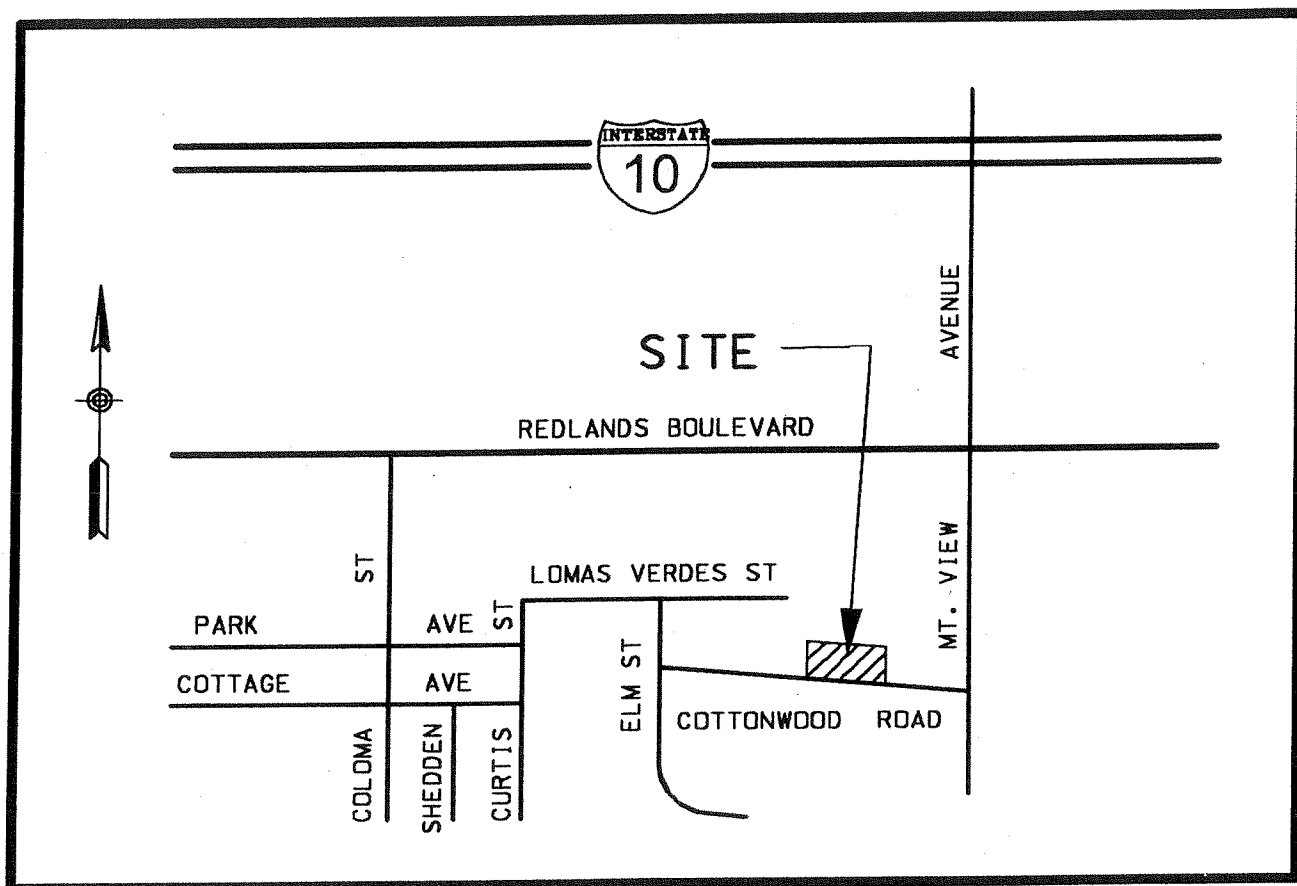 INTERSTATE
10
AVENUE
SITE
REDLANDS BOULEVARD
ST
LOMAS VERDES ST
MT. VIEW
PARK AVE ST
ELM ST
COTTAGE AVE
COTTONWOOD ROAD
COLOMA
SHEDDEN
CURTIS